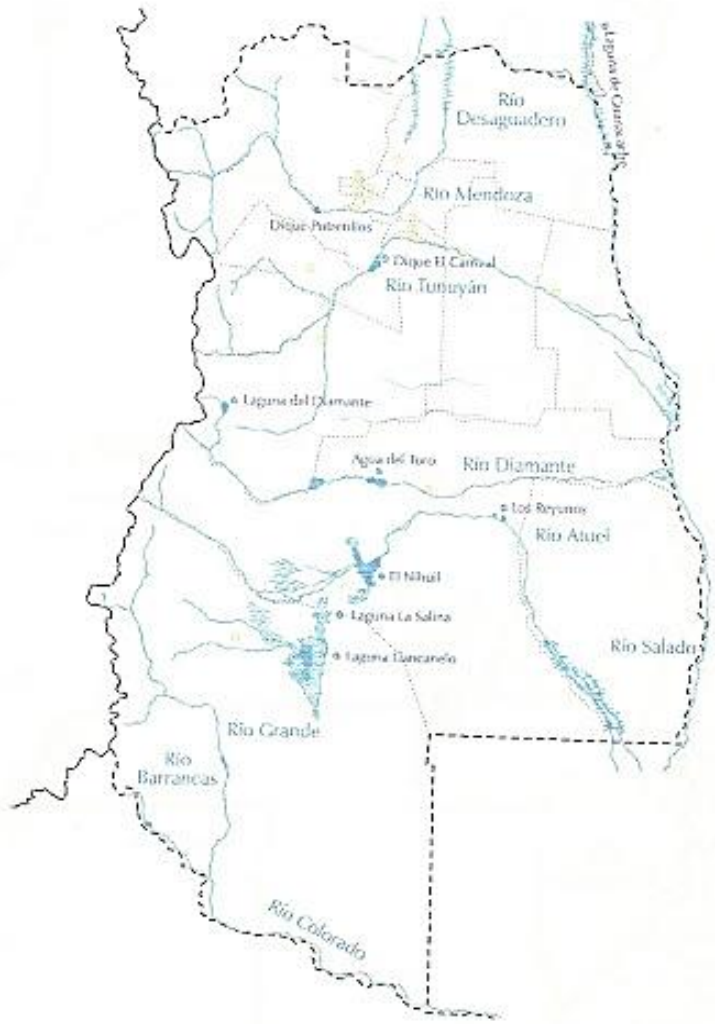 Laguna de Guanacache
Río
Desaguadero
Río Mendoza
Dique Potrerillos
Dique El Carrizal
Río Tunuyán
Laguna del Diamante
Agua del Toro
Río Diamante
Los Reyunos
Río Atuel
El Nihuil
Laguna La Salina
Río Salado
Laguna Llancanelo
Río Grande
Río
Barrancas
Río Colorado